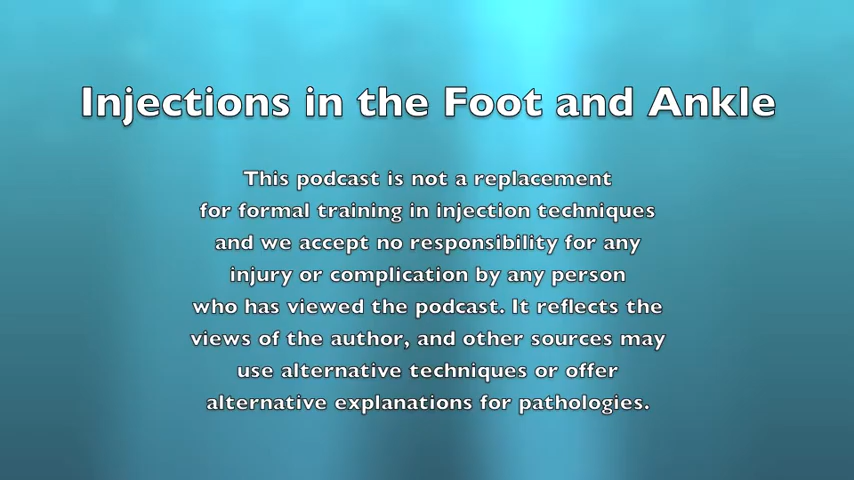 Injections in the Foot and Ankle
This podcast is not a replacement
for formal training in injection techniques
and we accept no responsibility for any
injury or complication by any person
who has viewed the podcast. It reflects the
views of the author, and other sources may
use alternative techniques or offer
alternative explanations for pathologies.